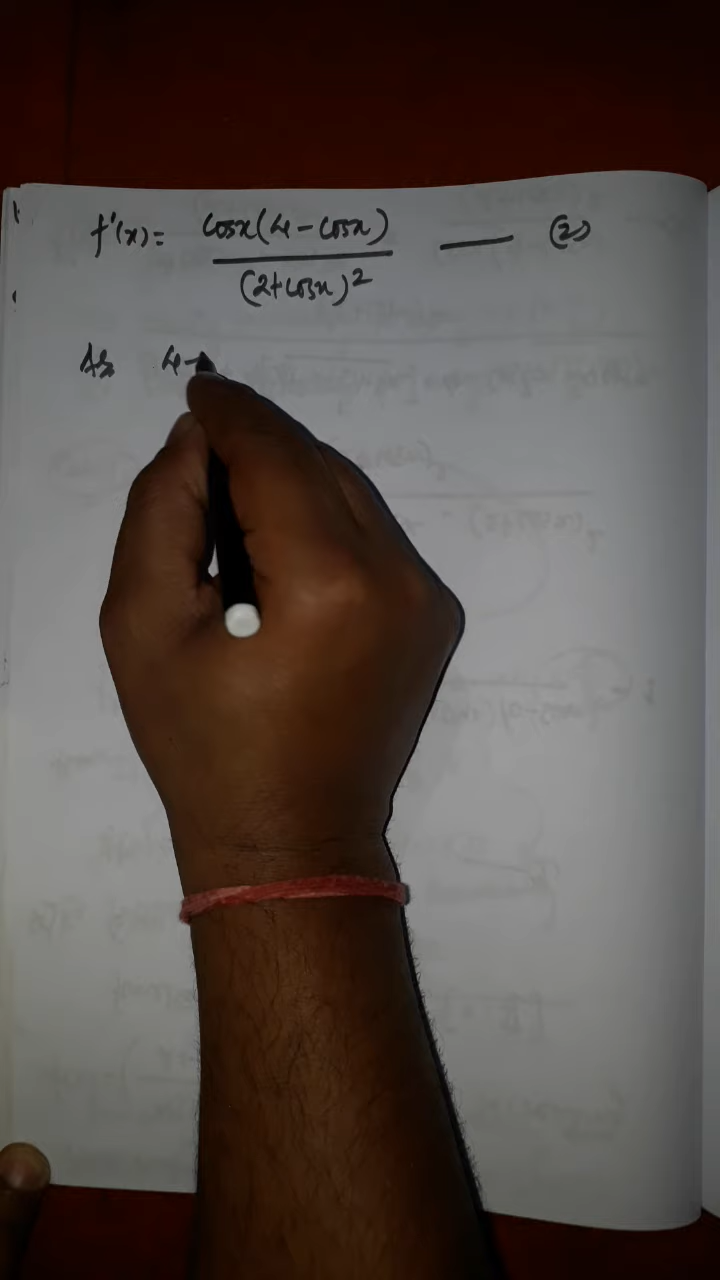 f'(x) = cosx(4-cosx) / (2+cosx)² — (2)
As 4-